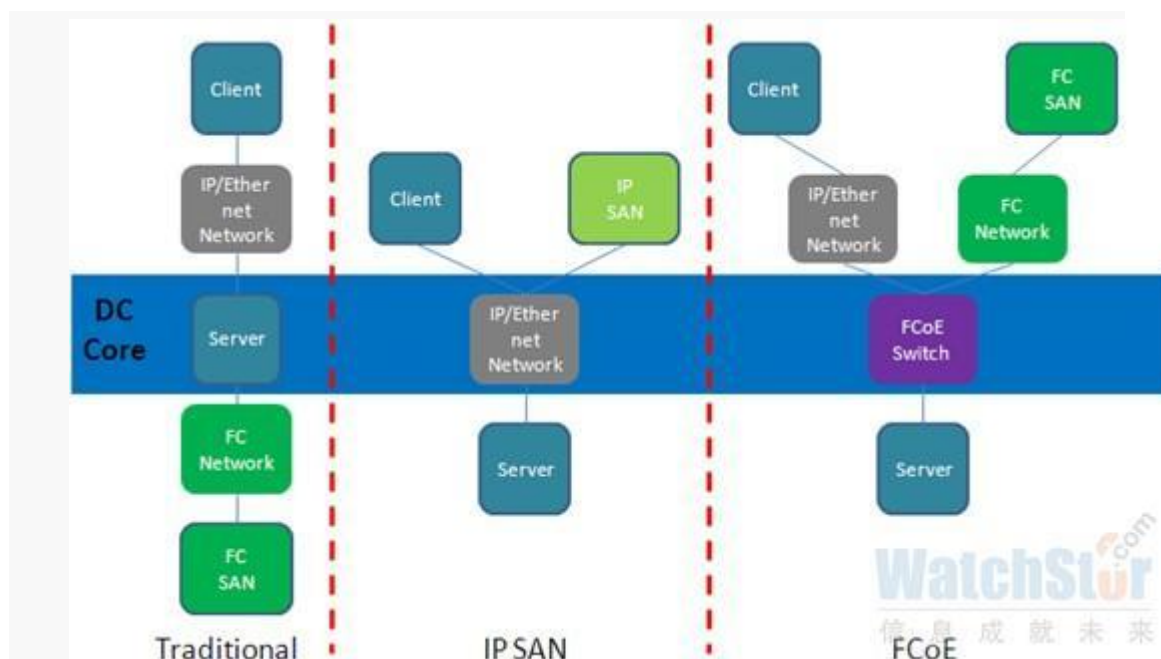 Client
IP/Ether
net
Network
DC
Core
Server
FC
Network
FC
SAN
Traditional
Client
IP
SAN
IP/Ether
net
Network
Server
IP SAN
Client
FC
SAN
IP/Ether
net
Network
FC
Network
FCoE
Switch
Server
FCoE
WatchStor.com
信息成就未来